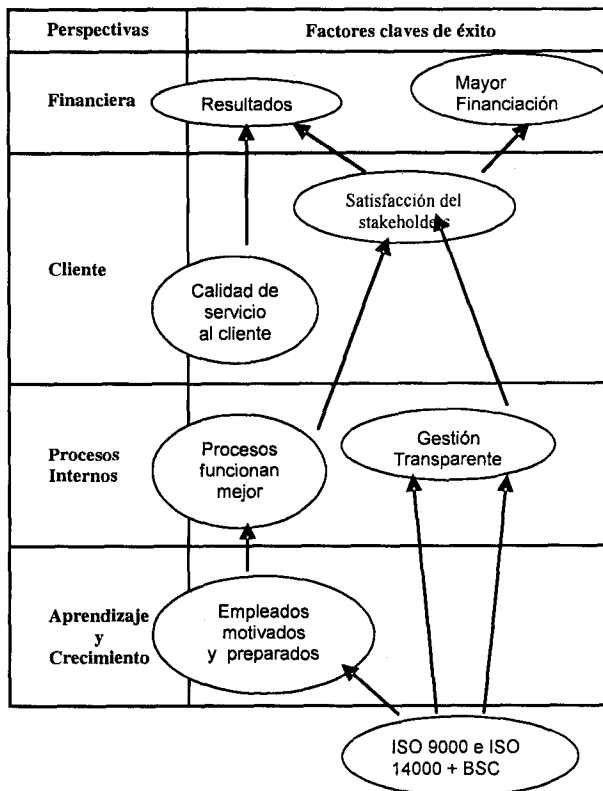 Perspectivas
Factores claves de éxito
Financiera
Resultados
Mayor
Financiación
Cliente
Satisfacción del
stakeholders
Calidad de
servicio
al cliente
Procesos
Internos
Procesos
funcionan
mejor
Gestión
Transparente
Aprendizaje
y
Crecimiento
Empleados
motivados
y preparados
ISO 9000 e ISO
14000 + BSC